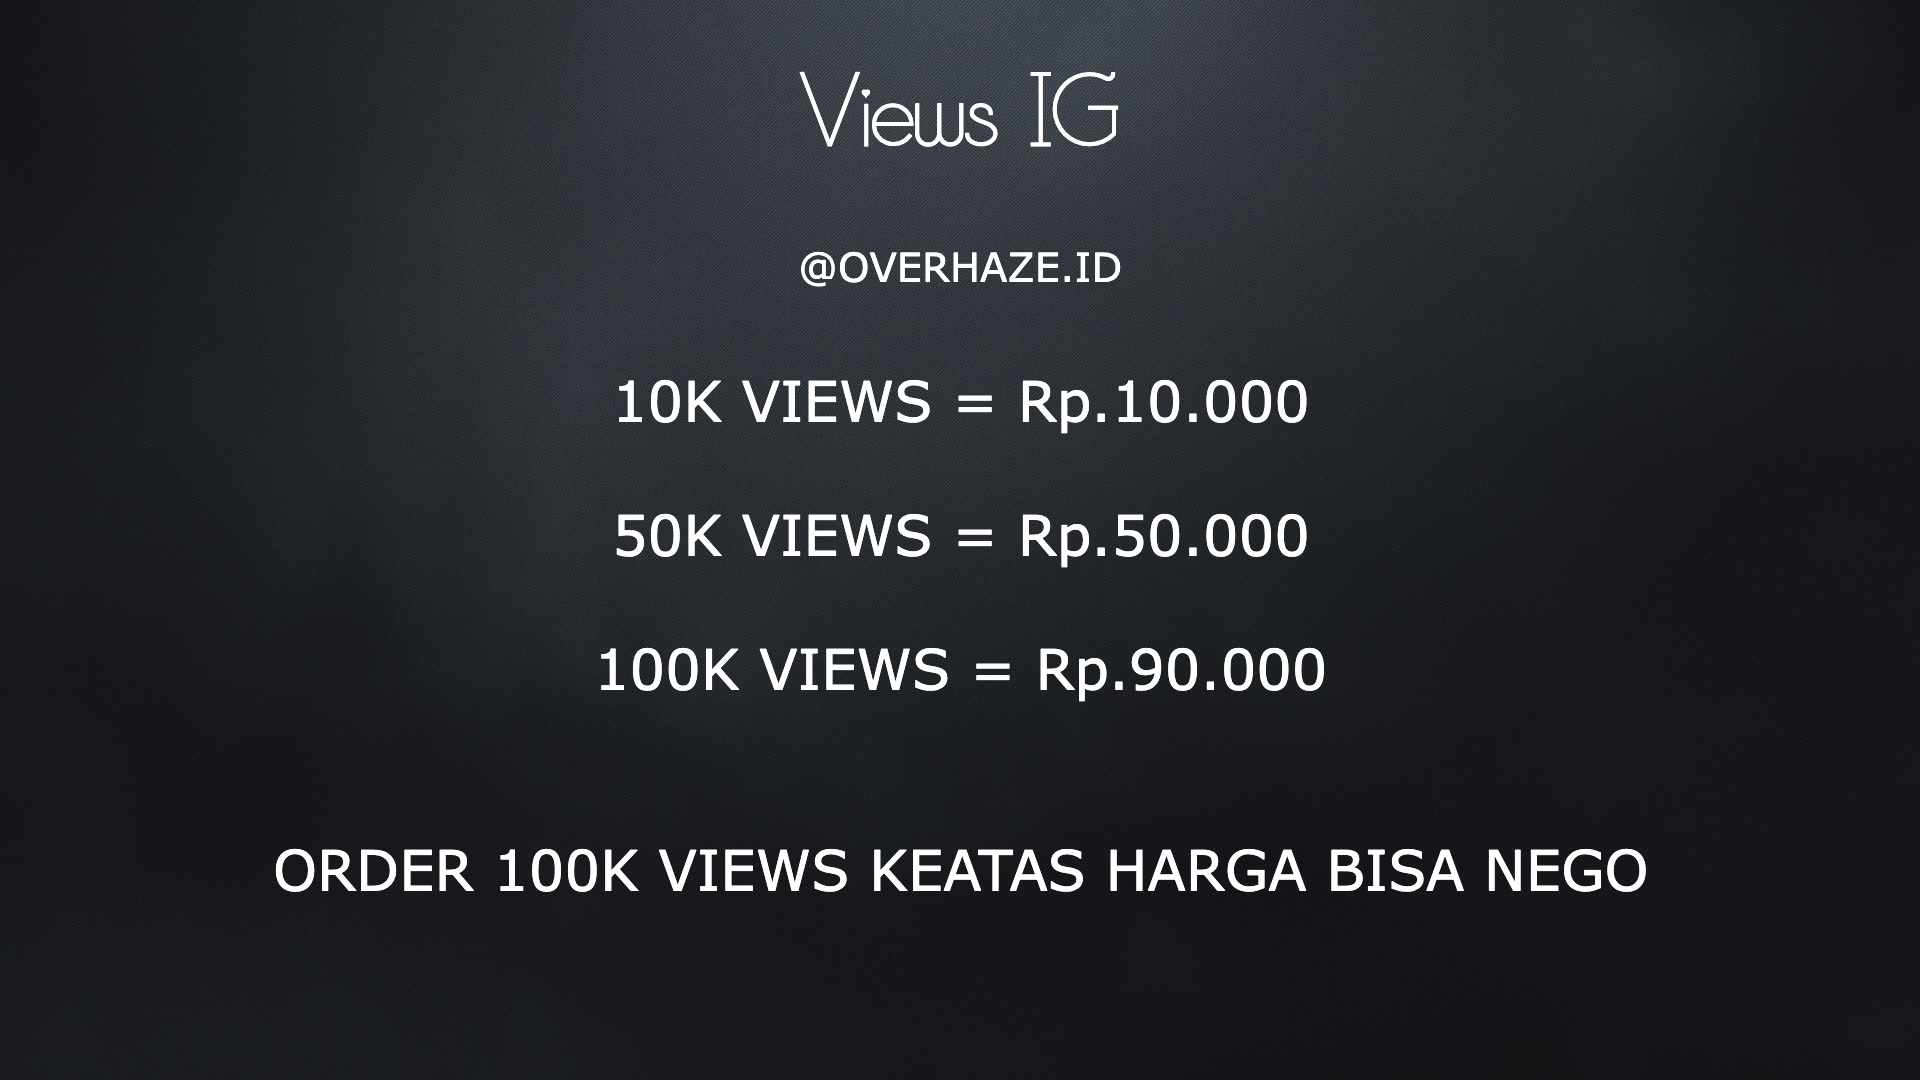 Views IG
@OVERHAZE.ID
10K VIEWS = Rp.10.000
50K VIEWS = Rp.50.000
100K VIEWS = Rp.90.000
ORDER 100K VIEWS KEATAS HARGA BISA NEGO